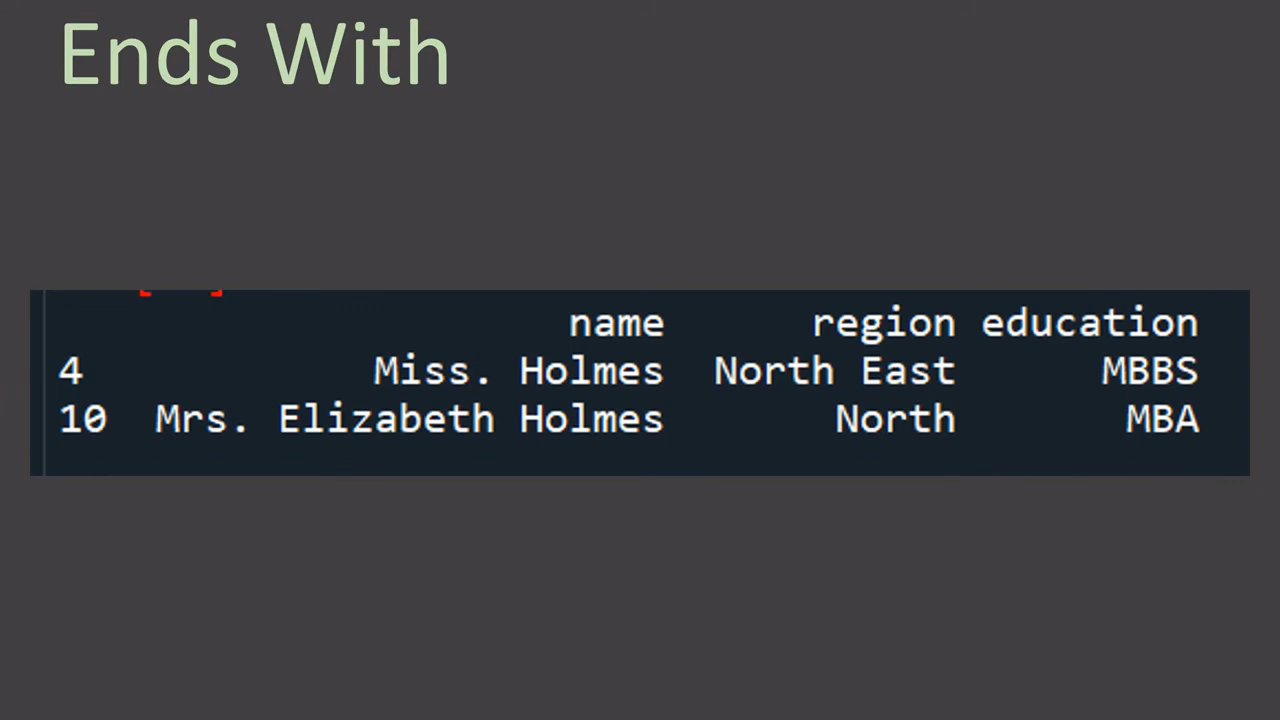 Ends With
name region education
4 Miss. Holmes North East MBBS
10 Mrs. Elizabeth Holmes North MBA